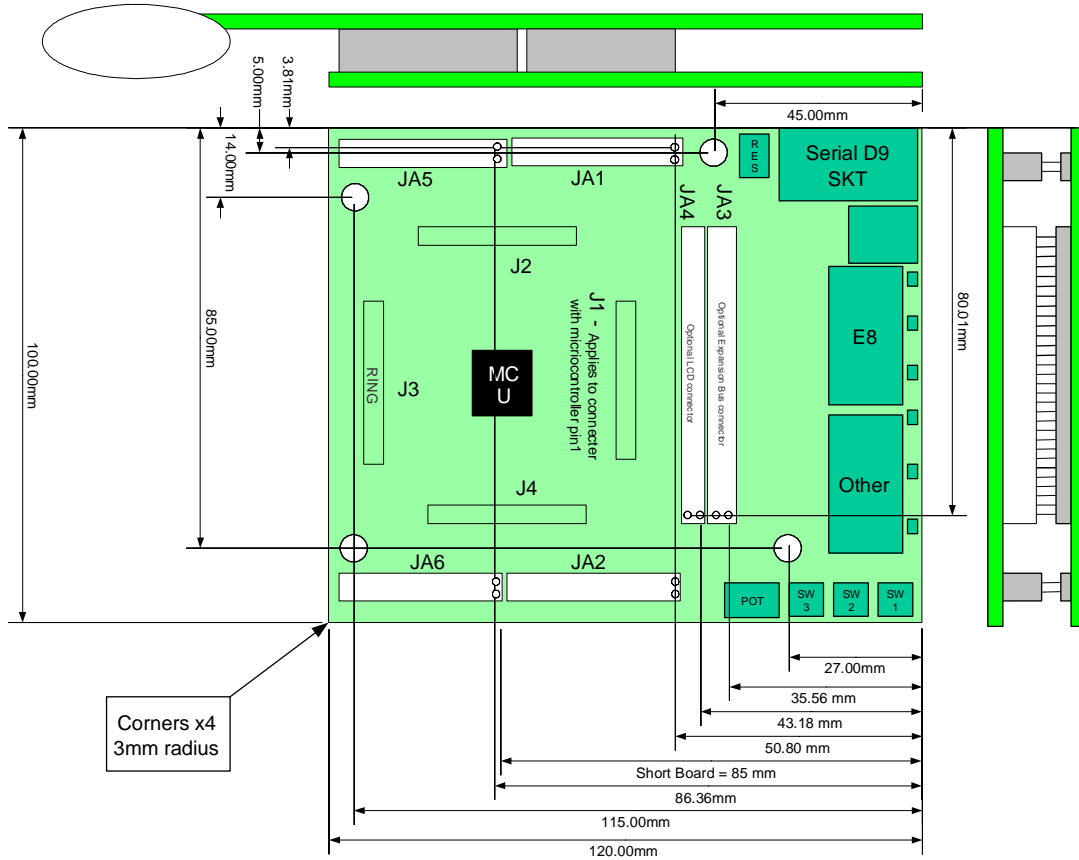 3.81mm
5.00mm
14.00mm
45.00mm
JA5
JA1
RES
Serial D9
SKT
JA4
JA3
J2
J1 - Applies to connecter
with micriocontroller pin1
Optional LCD connector
Optional Expansion Bus connector
E8
80.01mm
85.00mm
100.00mm
RING
J3
MC
U
J4
Other
JA6
JA2
POT
SW
3
SW
2
SW
1
27.00mm
35.56 mm
43.18 mm
50.80 mm
Short Board = 85 mm
86.36mm
115.00mm
120.00mm
Corners x4
3mm radius